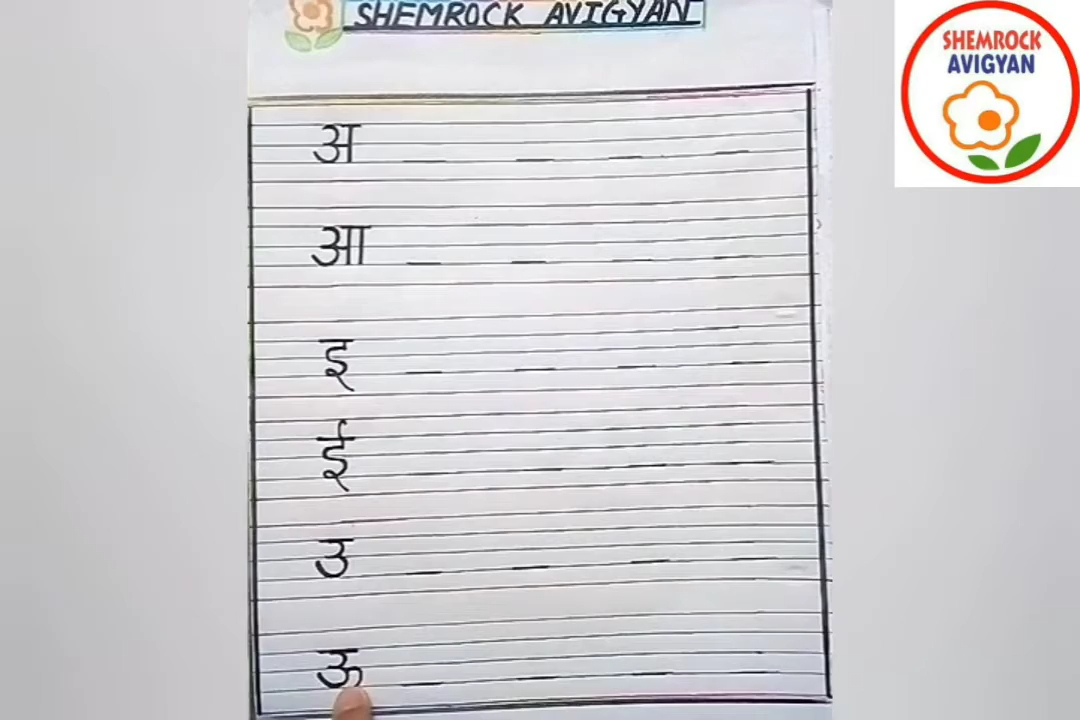 SHEMROCK AVIGYAN
SHEMROCK
AVIGYAN
अ
आ
इ
ई
उ
ऊ